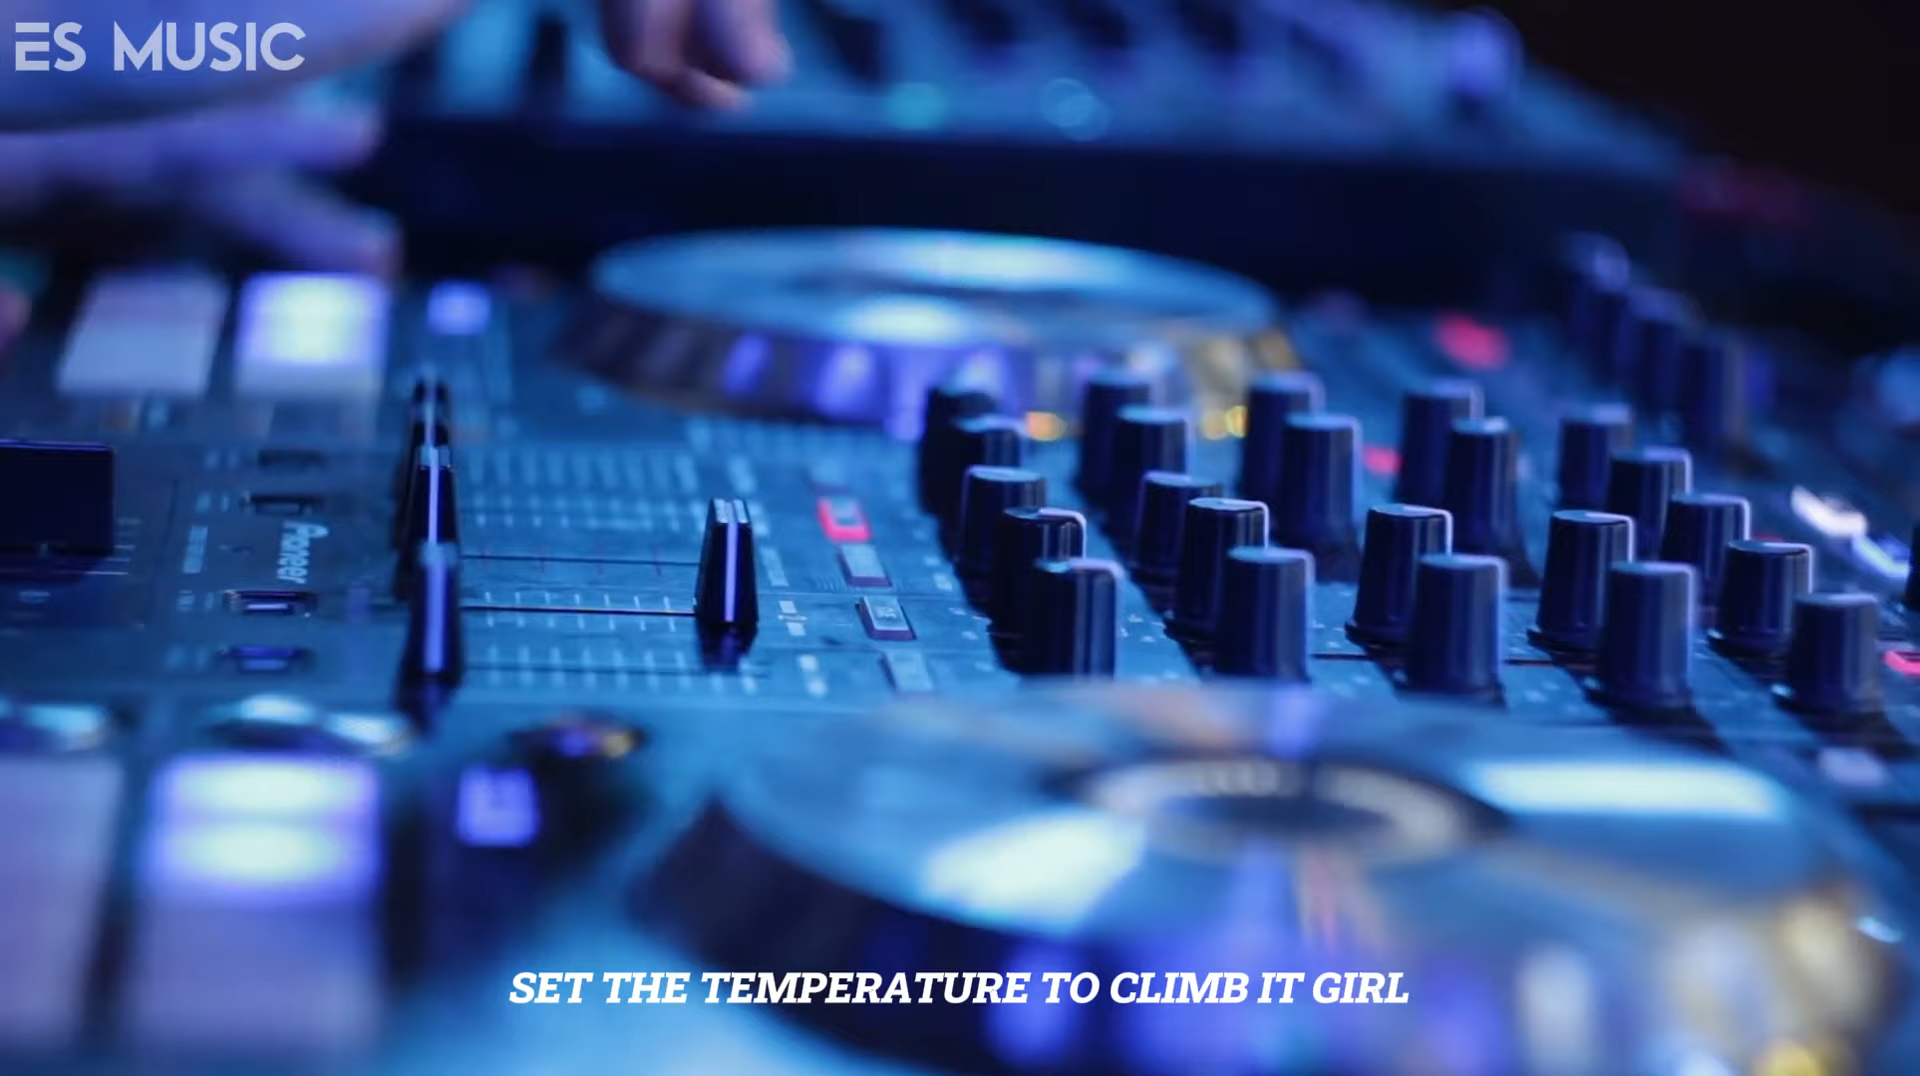 ES MUSIC
Pioneer
SET THE TEMPERATURE TO CLIMB IT GIRL